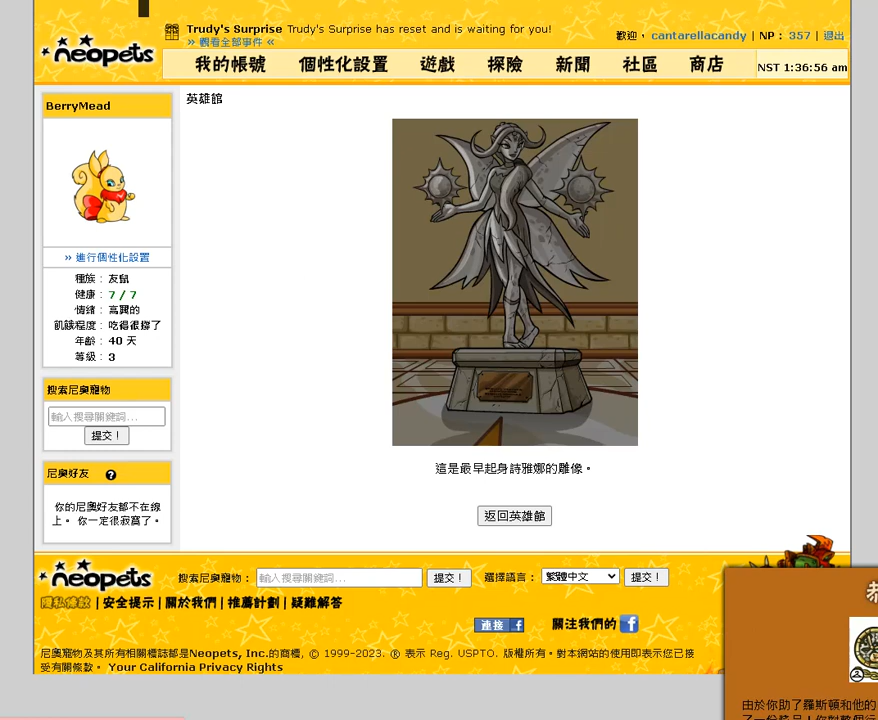 Trudy's Surprise Trudy's Surprise has reset and is waiting for you!
» 觀看全部事件 «
歡迎, cantarellacandy | NP: 357 | 退出
neopets
我的帳號 個性化設置 遊戲 探險 新聞 社區 商店
NST 1:36:56 am
BerryMead
» 進行個性化設置
種族: 友鼠
健康: 7 / 7
情緒: 高興的
飢餓程度: 吃得很撐了
年齡: 40 天
等級: 3
搜索尼奧寵物
輸入搜尋關鍵詞...
提交!
尼奧好友 ?
你的尼奧好友都不在線
上。 你一定很寂寞了。
英雄館
這是最早起身詩雅娜的雕像。
返回英雄館
neopets
搜索尼奧寵物: 輸入搜尋關鍵詞... 提交! 選擇語言: 繁體中文 提交!
隱私條款 | 安全提示 | 關於我們 | 推薦計劃 | 疑難解答
連接 f 關注我們的 f
尼奧寵物及其所有相關標誌都是Neopets, Inc.的商標, © 1999-2023. ® 表示 Reg. USPTO. 版權所有。對本網站的使用即表示您已接
受有關條款。 Your California Privacy Rights
恭
由於你助了羅斯頓和他的